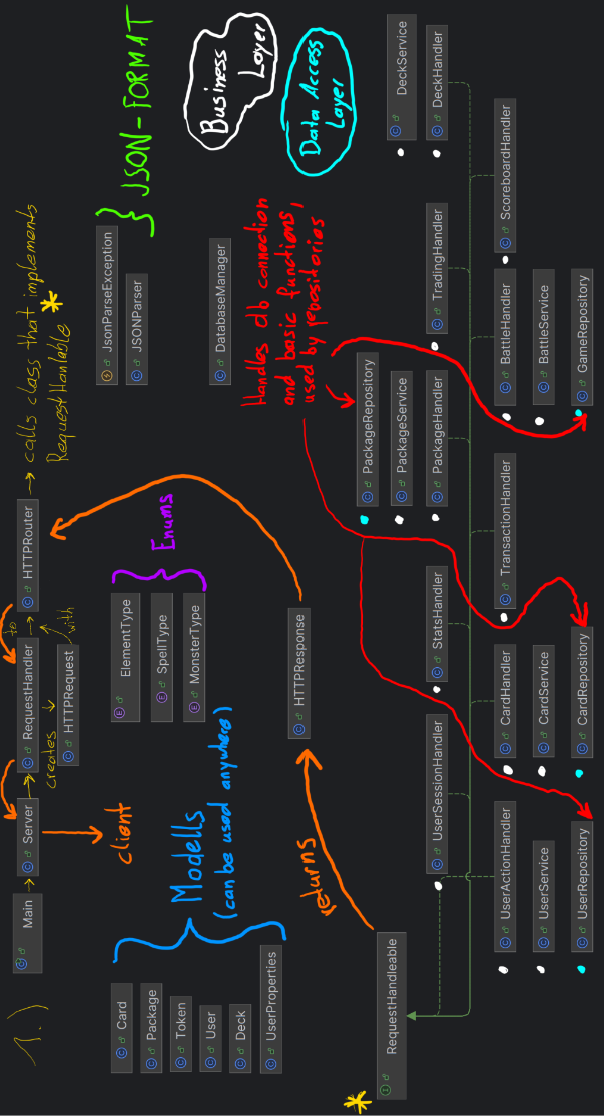 1.)
Main
Server
RequestHandler
to
HTTPRouter
calls class that implements
RequestHanlable *
creates
HTTPRequest
with
client
Card
Package
Token
User
Deck
UserProperties
Modells
(can be used anywhere)
ElementType
SpellType
MonsterType
Enums
JsonParseException
JSONParser
JSON-FORMAT
DatabaseManager
Business
Layer
Data Access
Layer
Handles db connection
and basic functions,
used by repositories
returns
HTTPResponse
*
RequestHandleable
UserSessionHandler
StatsHandler
PackageRepository
PackageService
PackageHandler
TradingHandler
DeckService
DeckHandler
UserActionHandler
UserService
UserRepository
CardHandler
CardService
CardRepository
TransactionHandler
BattleHandler
BattleService
GameRepository
ScoreboardHandler